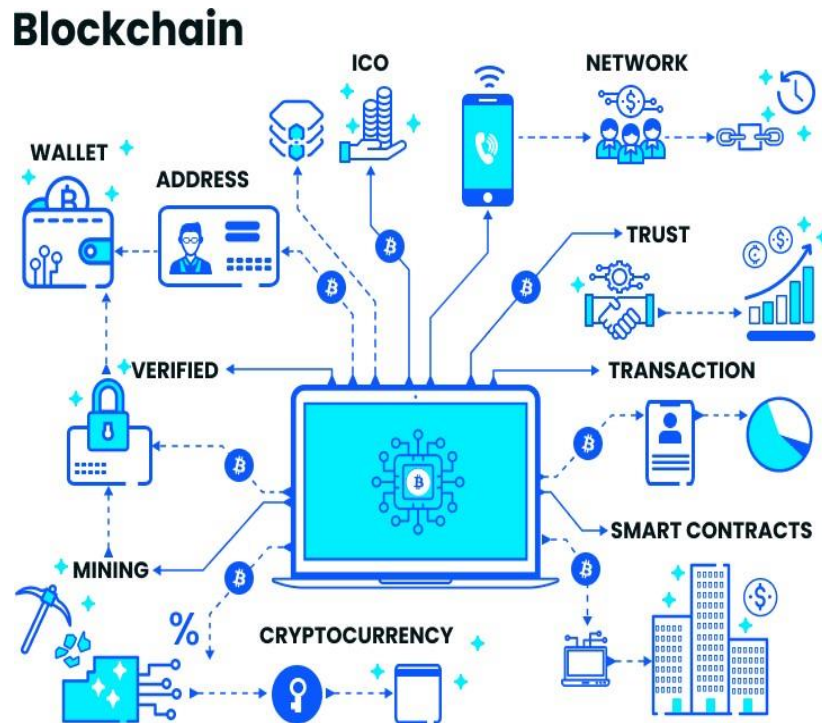 Blockchain
ICO
NETWORK
WALLET
ADDRESS
TRUST
VERIFIED
TRANSACTION
SMART CONTRACTS
MINING
%
CRYPTOCURRENCY